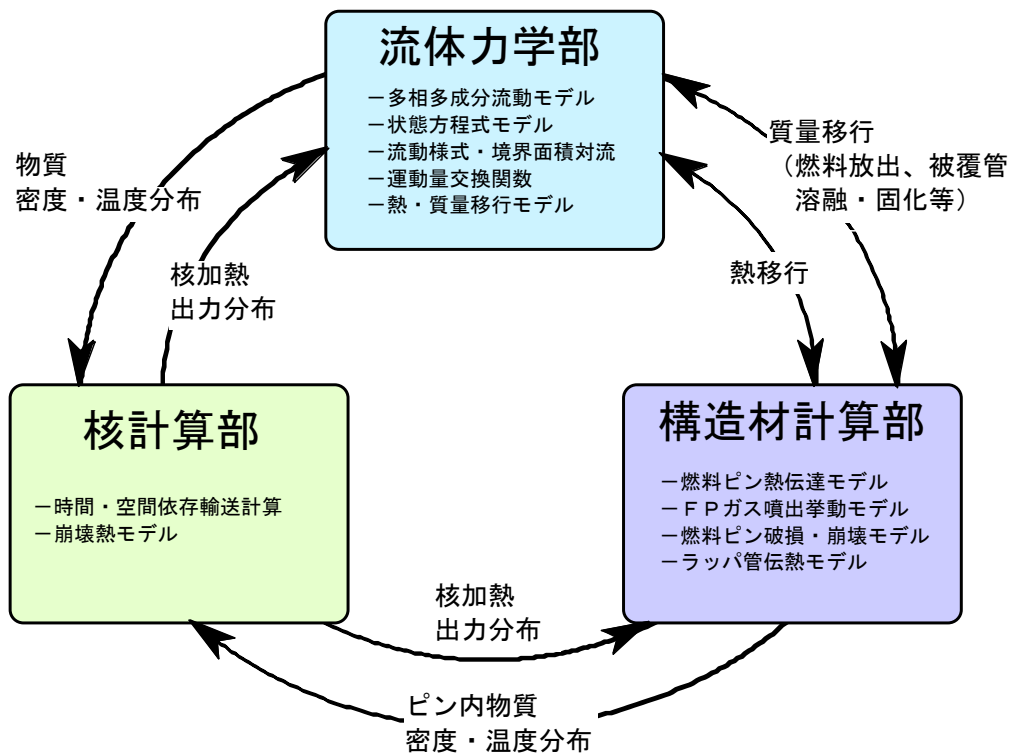 流体力学部
－多相多成分流動モデル
－状態方程式モデル
－流動様式・境界面積対流
－運動量交換関数
－熱・質量移行モデル
質量移行
（燃料放出、被覆管
溶融・固化等）
物質
密度・温度分布
核加熱
出力分布
熱移行
核計算部
－時間・空間依存輸送計算
－崩壊熱モデル
構造材計算部
－燃料ピン熱伝達モデル
－ＦＰガス噴出挙動モデル
－燃料ピン破損・崩壊モデル
－ラッパ管伝熱モデル
核加熱
出力分布
ピン内物質
密度・温度分布